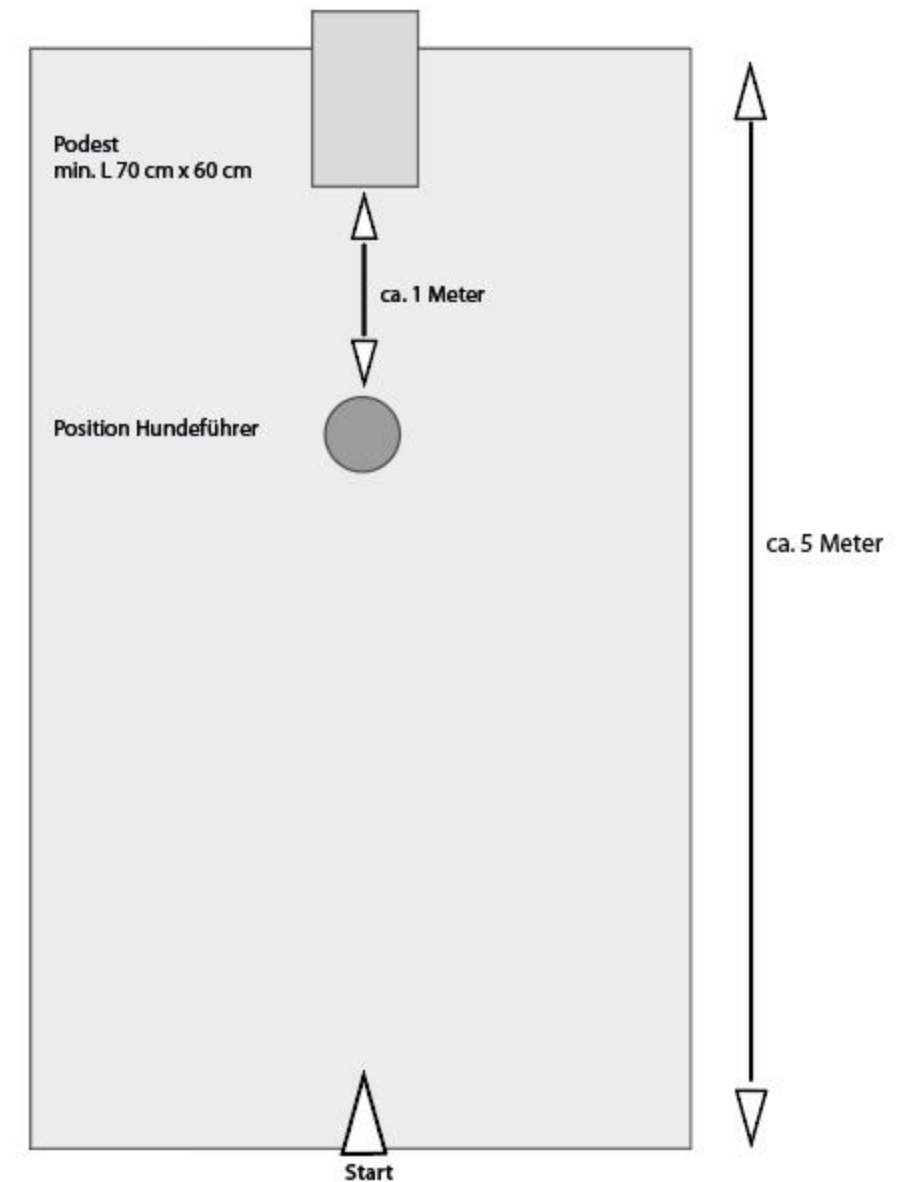 Podest
min. L 70 cm x 60 cm
ca. 1 Meter
Position Hundeführer
ca. 5 Meter
Start